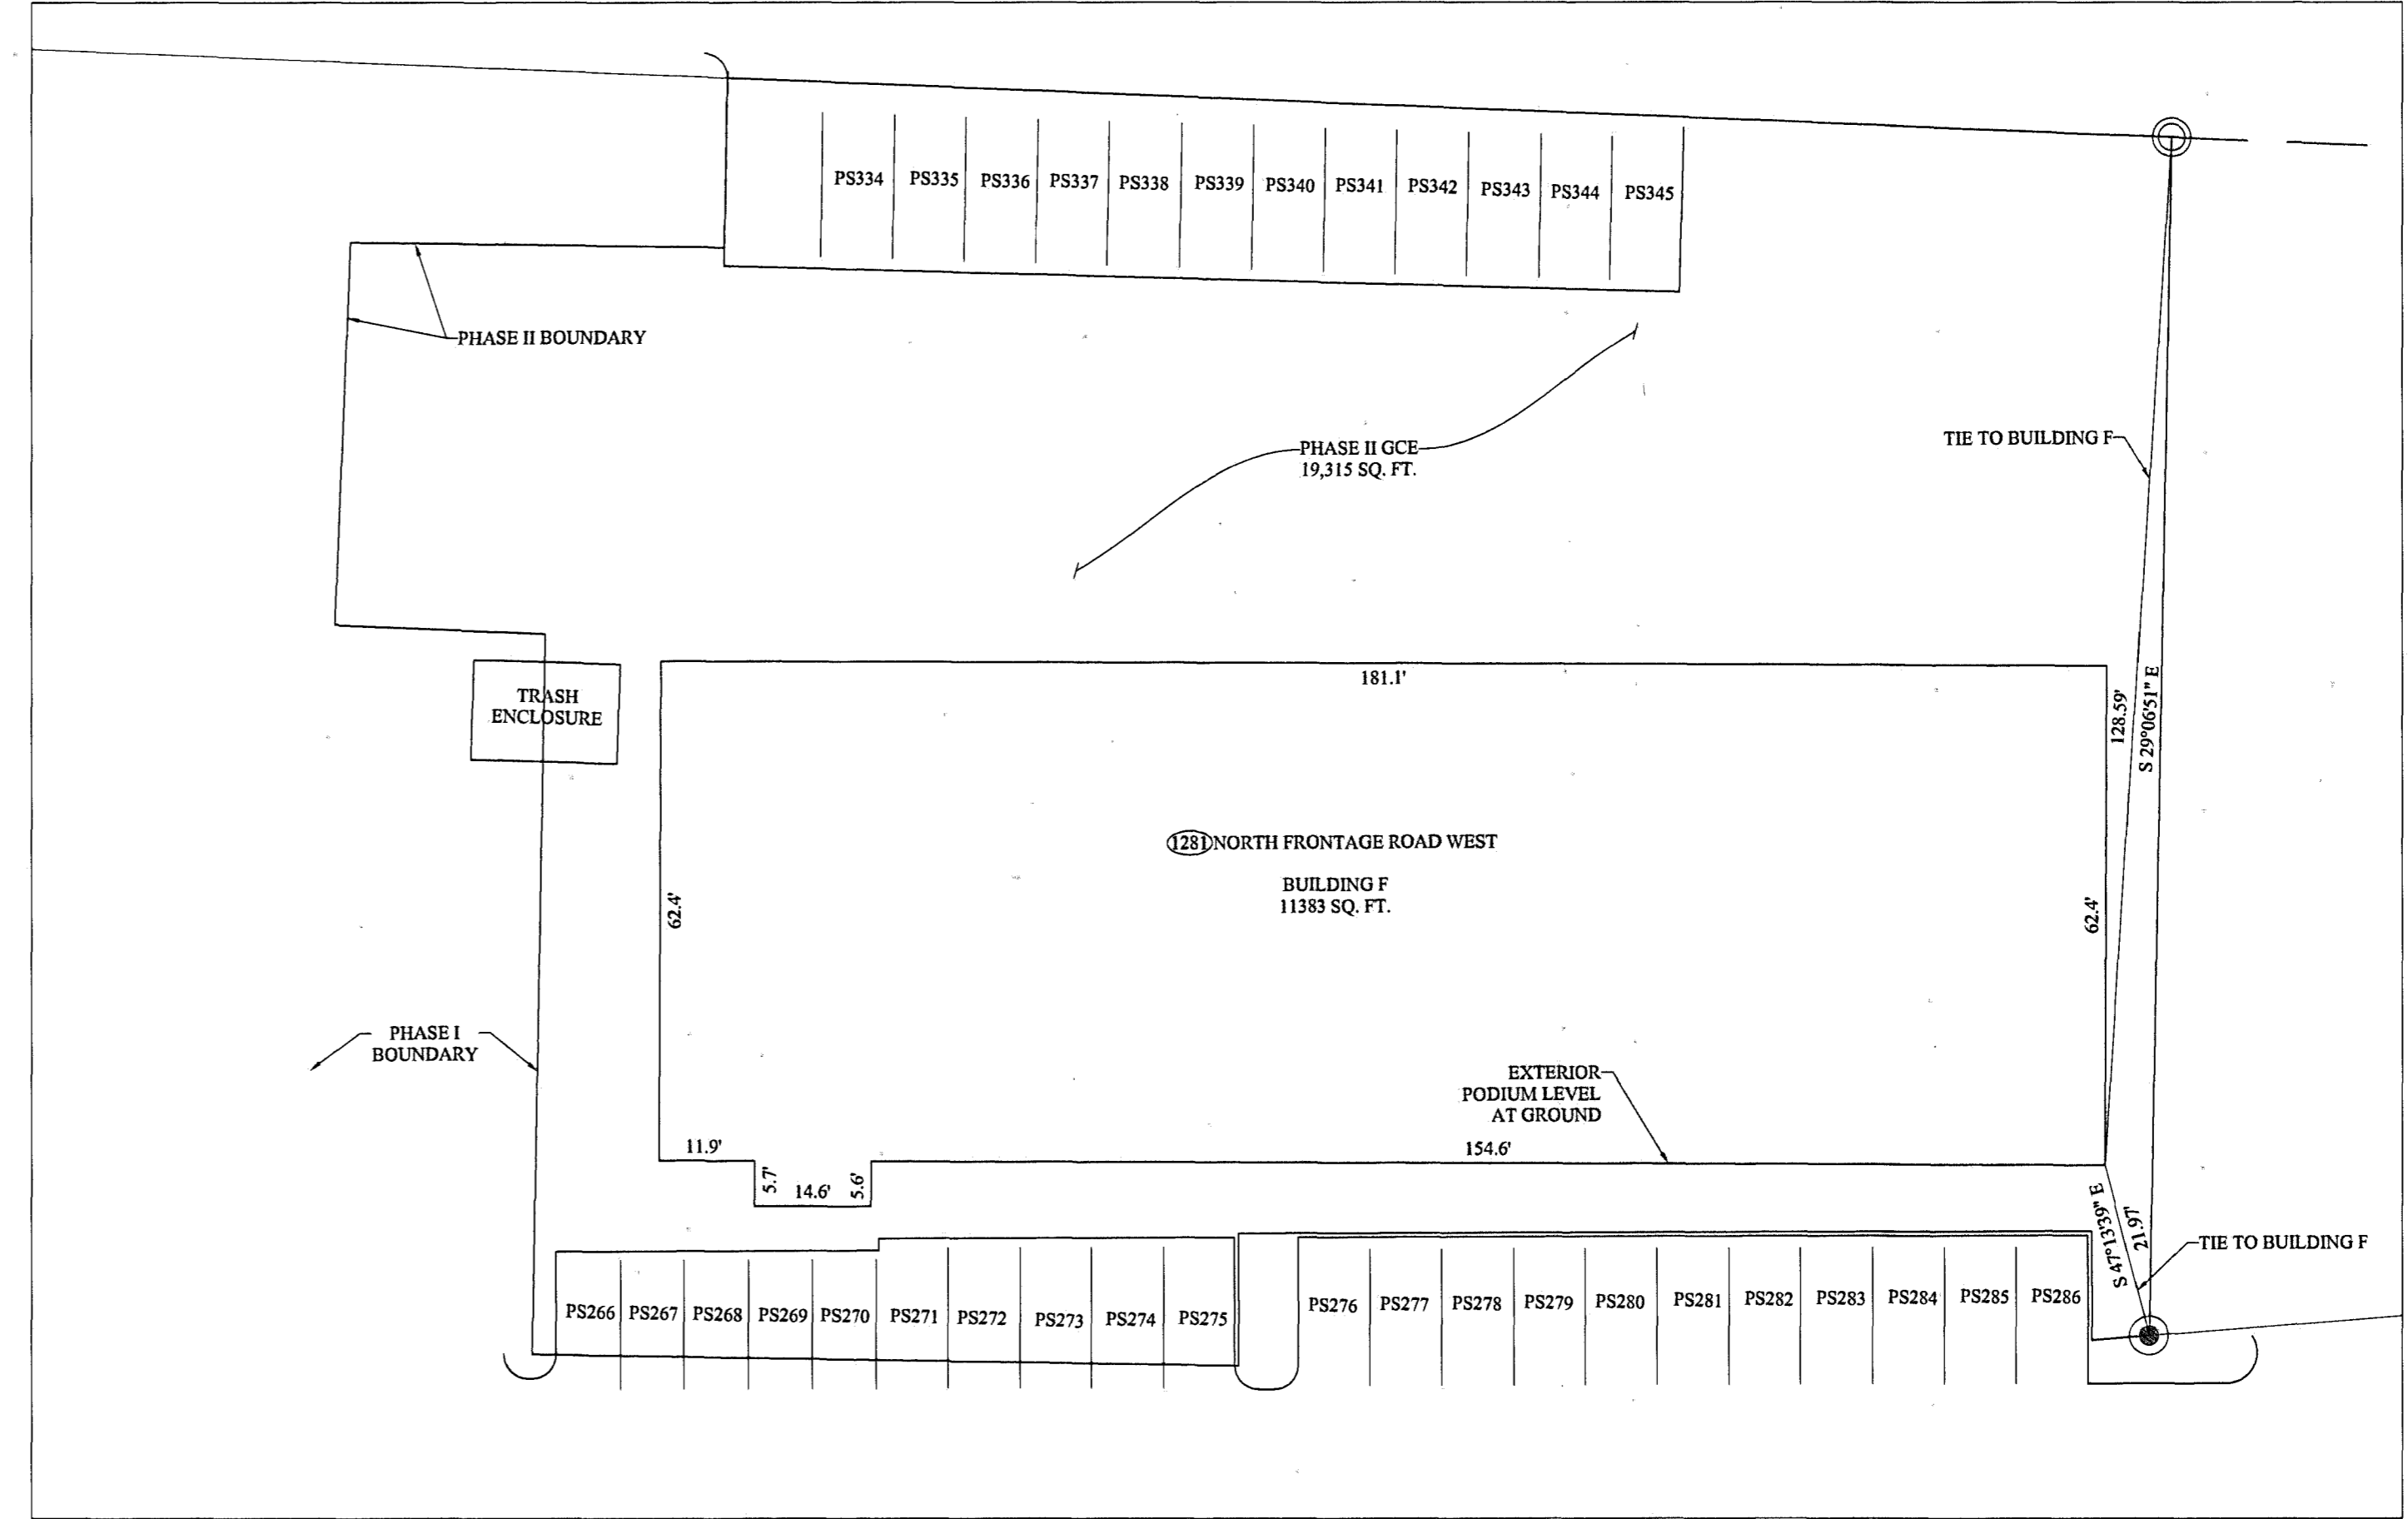 PS334 PS335 PS336 PS337 PS338 PS339 PS340 PS341 PS342 PS343 PS344 PS345
PHASE II BOUNDARY
PHASE II GCE
19,315 SQ. FT.
TIE TO BUILDING F
TRASH
ENCLOSURE
181.1'
128.59'
S 29°06'51" E
1281 NORTH FRONTAGE ROAD WEST
BUILDING F
11383 SQ. FT.
62.4'
62.4'
PHASE I
BOUNDARY
EXTERIOR
PODIUM LEVEL
AT GROUND
11.9'
5.7'
14.6'
5.6'
154.6'
S 47°13'39" E
21.97'
TIE TO BUILDING F
PS266 PS267 PS268 PS269 PS270 PS271 PS272 PS273 PS274 PS275 PS276 PS277 PS278 PS279 PS280 PS281 PS282 PS283 PS284 PS285 PS286